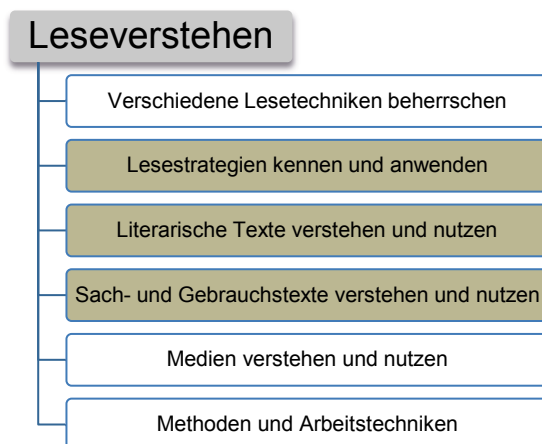 Leseverstehen
Verschiedene Lesetechniken beherrschen
Lesestrategien kennen und anwenden
Literarische Texte verstehen und nutzen
Sach- und Gebrauchstexte verstehen und nutzen
Medien verstehen und nutzen
Methoden und Arbeitstechniken